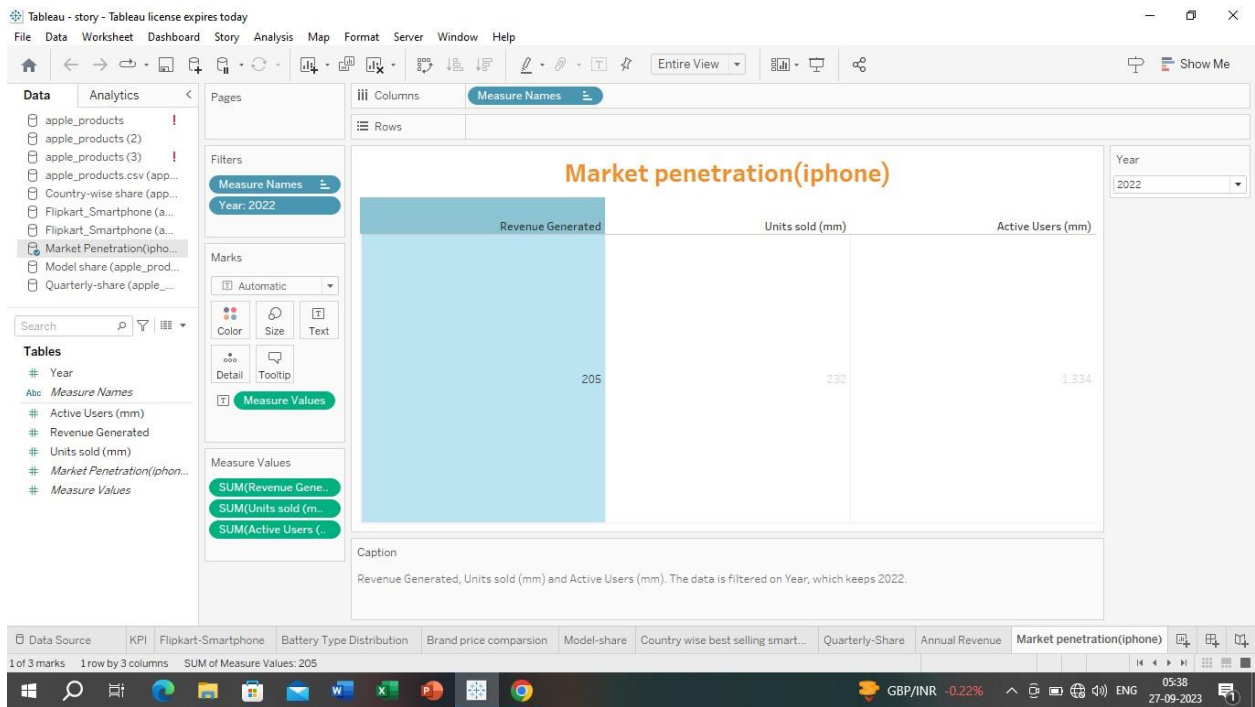 Tableau - story - Tableau license expires today
File Data Worksheet Dashboard Story Analysis Map Format Server Window Help
Entire View
Show Me
Data Analytics
apple_products !
apple_products (2)
apple_products (3) !
apple_products.csv (app...
Country-wise share (app...
Flipkart_Smartphone (a...
Flipkart_Smartphone (a...
Market Penetration(ipho...
Model share (apple_prod...
Quarterly-share (apple_...
Search
Tables
# Year
Abc Measure Names
# Active Users (mm)
# Revenue Generated
# Units sold (mm)
# Market Penetration(iphon...
# Measure Values
Pages
Filters
Measure Names
Year: 2022
Marks
T Automatic
Color Size Text
Detail Tooltip
T Measure Values
Measure Values
SUM(Revenue Gene..
SUM(Units sold (m..
SUM(Active Users (..
iii Columns Measure Names
Rows
Market penetration(iphone)
Revenue Generated Units sold (mm) Active Users (mm)
205 232 1,334
Caption
Revenue Generated, Units sold (mm) and Active Users (mm). The data is filtered on Year, which keeps 2022.
Year
2022
Data Source KPI Flipkart-Smartphone Battery Type Distribution Brand price comparsion Model-share Country wise best selling smart... Quarterly-Share Annual Revenue Market penetration(iphone)
1 of 3 marks 1 row by 3 columns SUM of Measure Values: 205
GBP/INR -0.22% ENG 05:38
27-09-2023